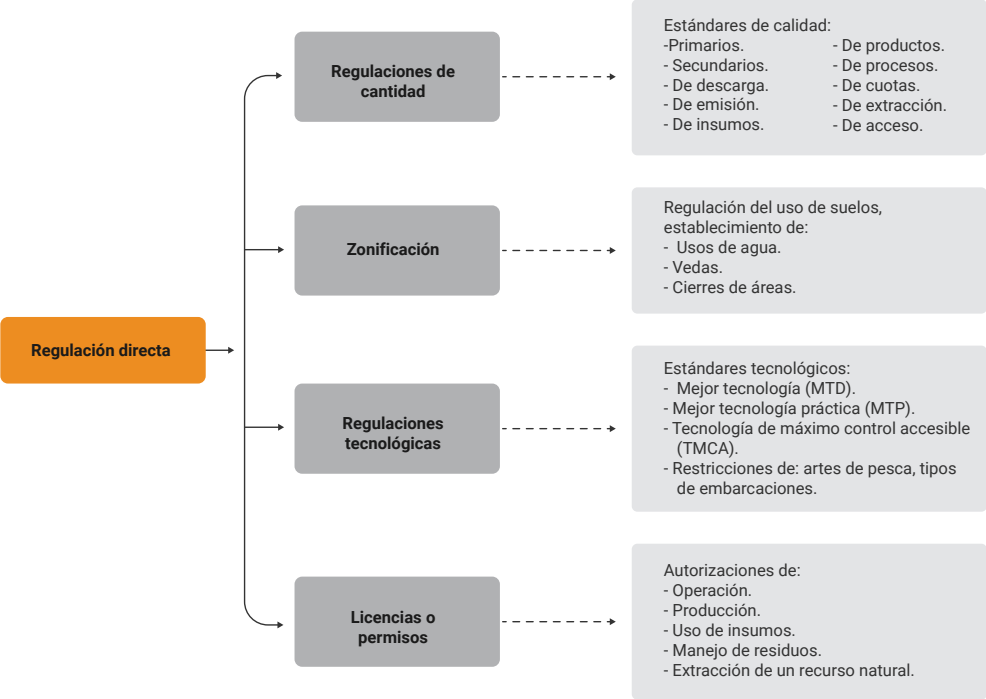 Regulación directa
Regulaciones de
cantidad
Estándares de calidad:
-Primarios.
- Secundarios.
- De descarga.
- De emisión.
- De insumos.
- De productos.
- De procesos.
- De cuotas.
- De extracción.
- De acceso.
Zonificación
Regulación del uso de suelos,
establecimiento de:
- Usos de agua.
- Vedas.
- Cierres de áreas.
Regulaciones
tecnológicas
Estándares tecnológicos:
- Mejor tecnología (MTD).
- Mejor tecnología práctica (MTP).
- Tecnología de máximo control accesible
(TMCA).
- Restricciones de: artes de pesca, tipos
de embarcaciones.
Licencias o
permisos
Autorizaciones de:
- Operación.
- Producción.
- Uso de insumos.
- Manejo de residuos.
- Extracción de un recurso natural.